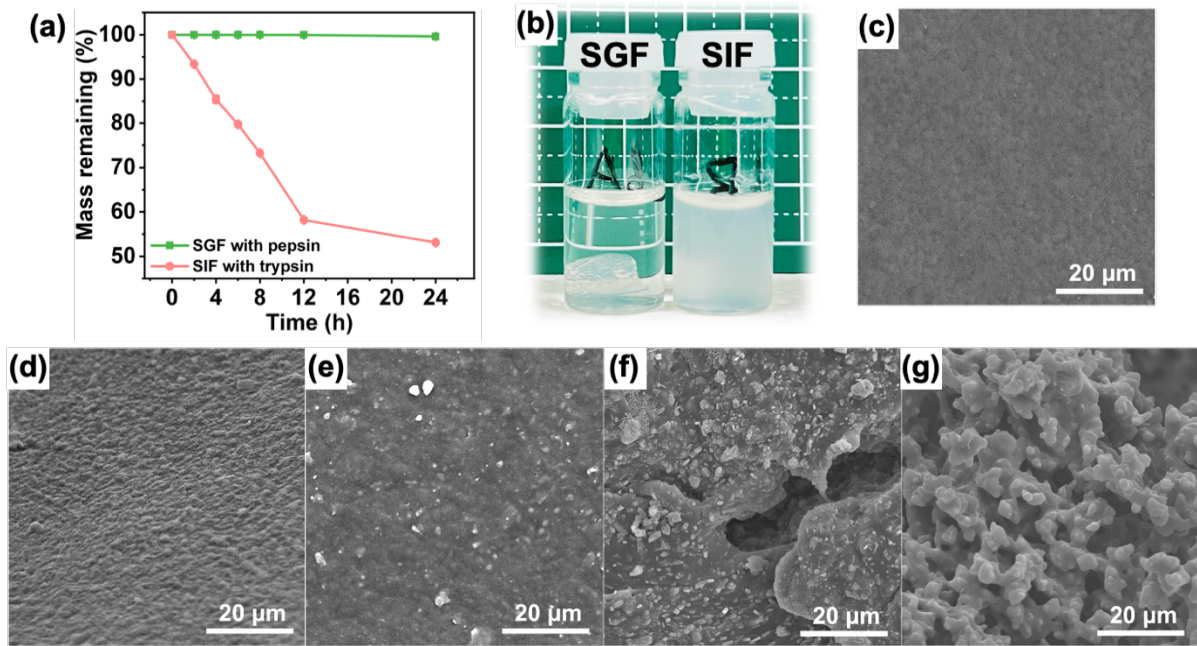 (a)
Mass remaining (%)
100
90
80
70
60
50
SGF with pepsin
SIF with trypsin
0 4 8 12 16 20 24
Time (h)
(b)
SGF SIF
A
(c)
20 μm
(d)
20 μm
(e)
20 μm
(f)
20 μm
(g)
20 μm